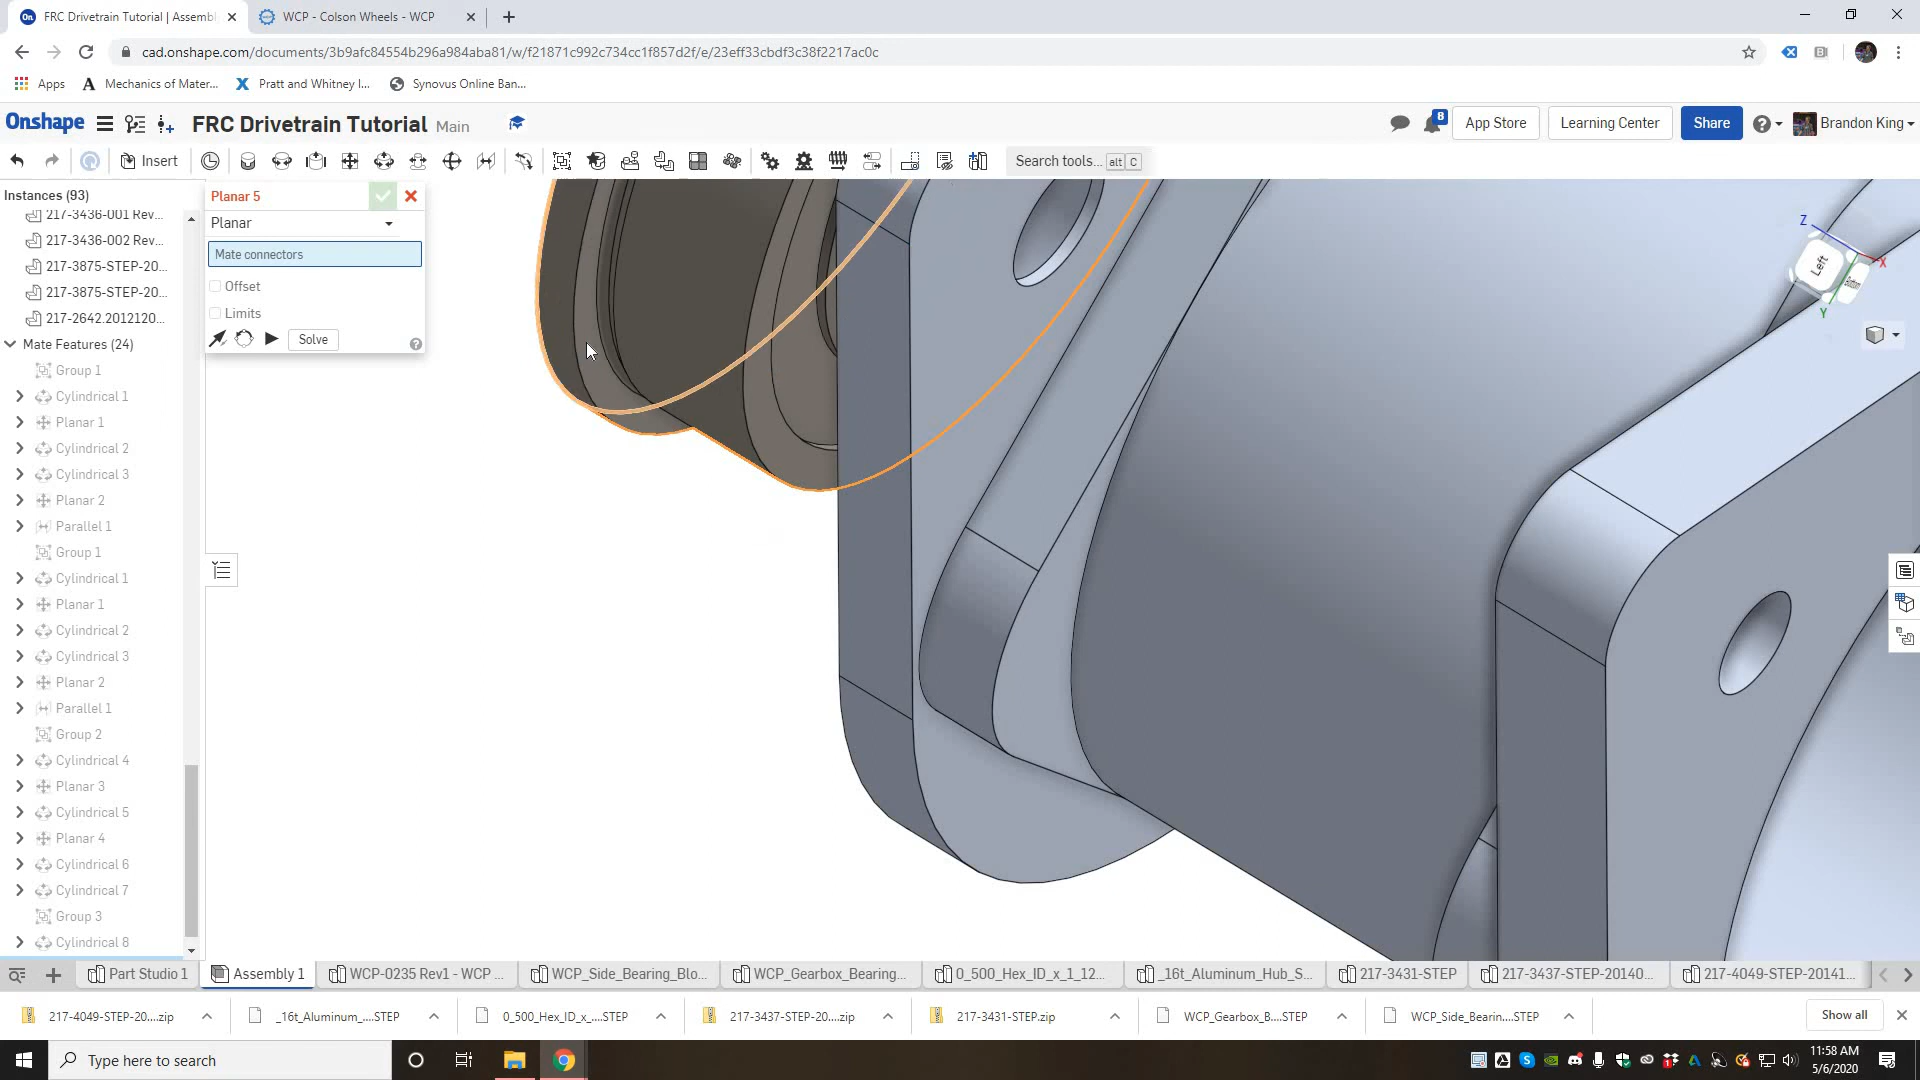 FRC Drivetrain Tutorial | Assembl
WCP - Colson Wheels - WCP
cad.onshape.com/documents/3b9afc84554b296a984aba81/w/f21871c992c734cc1f857d2f/e/23eff33cbdf3c38f2217ac0c
Apps
Mechanics of Mater...
Pratt and Whitney I...
Synovus Online Ban...
Onshape
FRC Drivetrain Tutorial Main
8
App Store
Learning Center
Share
Brandon King
Insert
Search tools... alt C
Instances (93)
217-3436-001 Rev...
217-3436-002 Rev...
217-3875-STEP-20...
217-3875-STEP-20...
217-2642.2012120...
Mate Features (24)
Group 1
Cylindrical 1
Planar 1
Cylindrical 2
Cylindrical 3
Planar 2
Parallel 1
Group 1
Cylindrical 1
Planar 1
Cylindrical 2
Cylindrical 3
Planar 2
Parallel 1
Group 2
Cylindrical 4
Planar 3
Cylindrical 5
Planar 4
Cylindrical 6
Cylindrical 7
Group 3
Cylindrical 8
Planar 5
Planar
Mate connectors
Offset
Limits
Solve
Z
X
Left
Bottom
Y
Part Studio 1
Assembly 1
WCP-0235 Rev1 - WCP ...
WCP_Side_Bearing_Blo...
WCP_Gearbox_Bearing...
0_500_Hex_ID_x_1_12...
_16t_Aluminum_Hub_S...
217-3431-STEP
217-3437-STEP-20140...
217-4049-STEP-20141...
217-4049-STEP-20....zip
_16t_Aluminum_....STEP
0_500_Hex_ID_x_....STEP
217-3437-STEP-20....zip
217-3431-STEP.zip
WCP_Gearbox_B....STEP
WCP_Side_Bearin....STEP
Show all
Type here to search
11:58 AM
5/6/2020